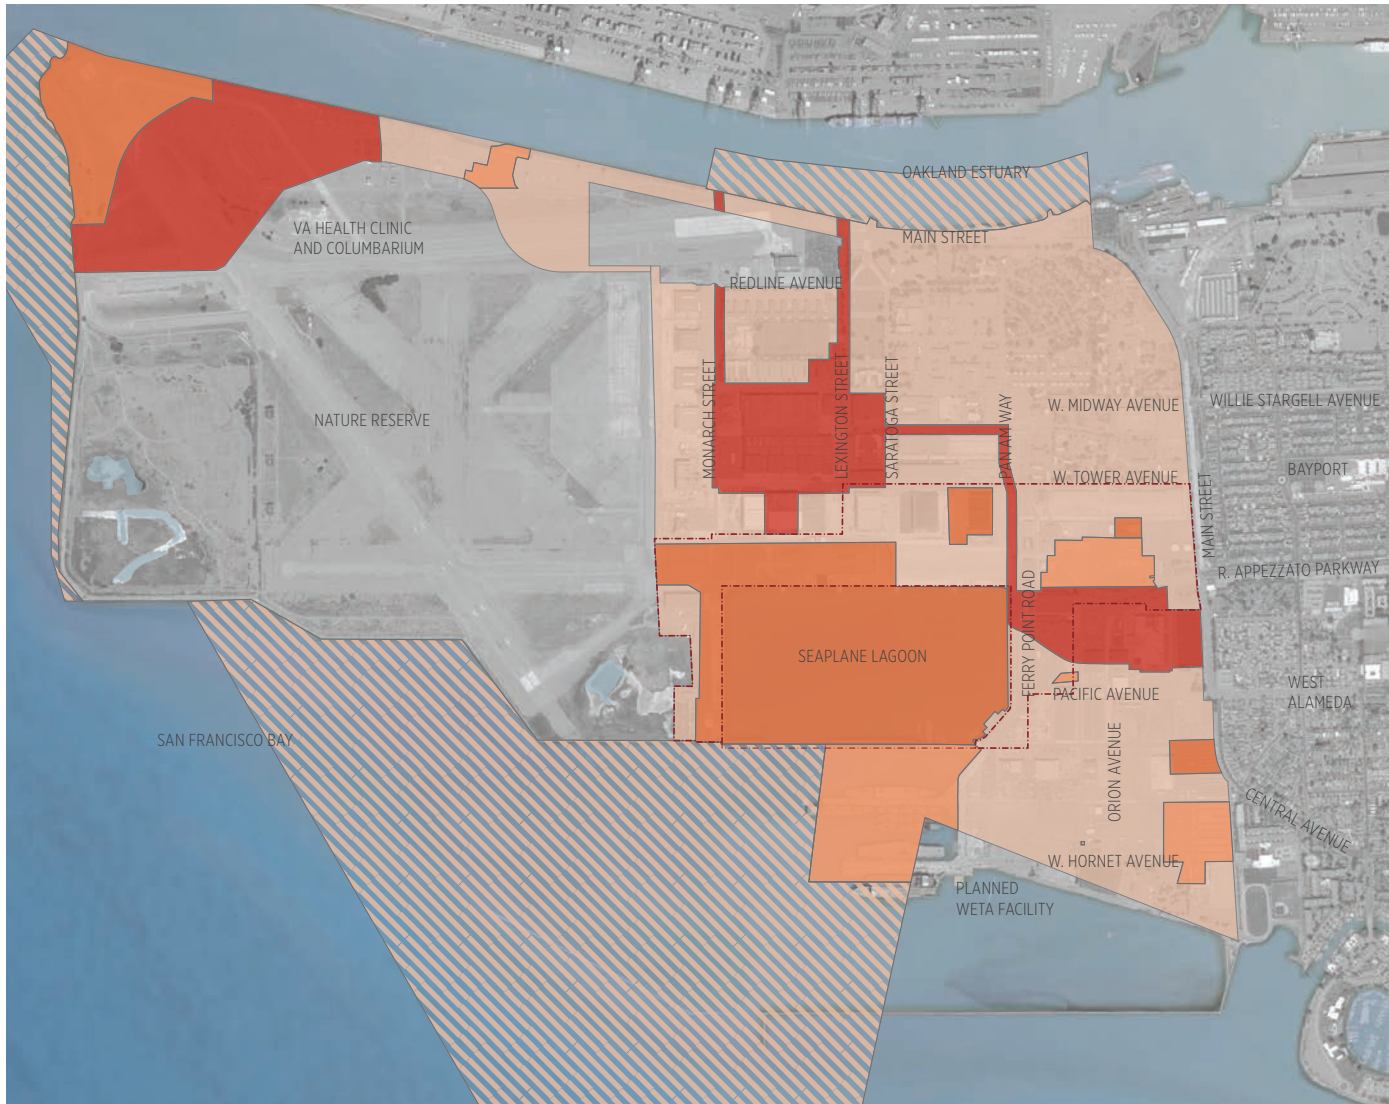 OAKLAND ESTUARY
VA HEALTH CLINIC
AND COLUMBARIUM
MAIN STREET
REDLINE AVENUE
MONARCH STREET
LEXINGTON STREET
SARATOGA STREET
PAN AM WAY
W. MIDWAY AVENUE
WILLIE STARGELL AVENUE
NATURE RESERVE
W. TOWER AVENUE
BAYPORT
MAIN STREET
R. APPEZZATO PARKWAY
FERRY POINT ROAD
SEAPLANE LAGOON
PACIFIC AVENUE
WEST
ALAMEDA
SAN FRANCISCO BAY
ORION AVENUE
CENTRAL AVENUE
W. HORNET AVENUE
PLANNED
WETA FACILITY